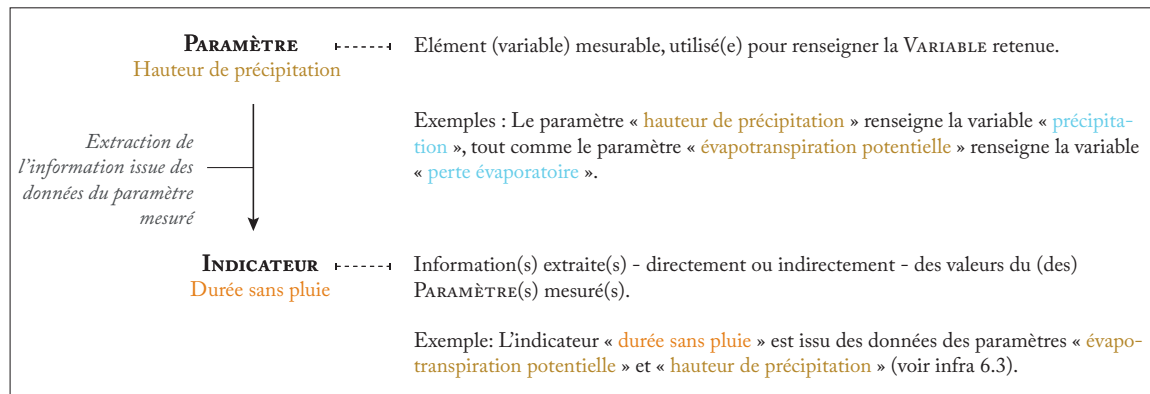 PARAMÈTRE
Hauteur de précipitation
Elément (variable) mesurable, utilisé(e) pour renseigner la VARIABLE retenue.
Exemples : Le paramètre « hauteur de précipitation » renseigne la variable « précipita-
tion », tout comme le paramètre « évapotranspiration potentielle » renseigne la variable
« perte évaporatoire ».
Extraction de
l'information issue des
données du paramètre
mesuré
INDICATEUR
Durée sans pluie
Information(s) extraite(s) - directement ou indirectement - des valeurs du (des)
PARAMÈTRE(S) mesuré(s).
Exemple: L'indicateur « durée sans pluie » est issu des données des paramètres « évapo-
transpiration potentielle » et « hauteur de précipitation » (voir infra 6.3).